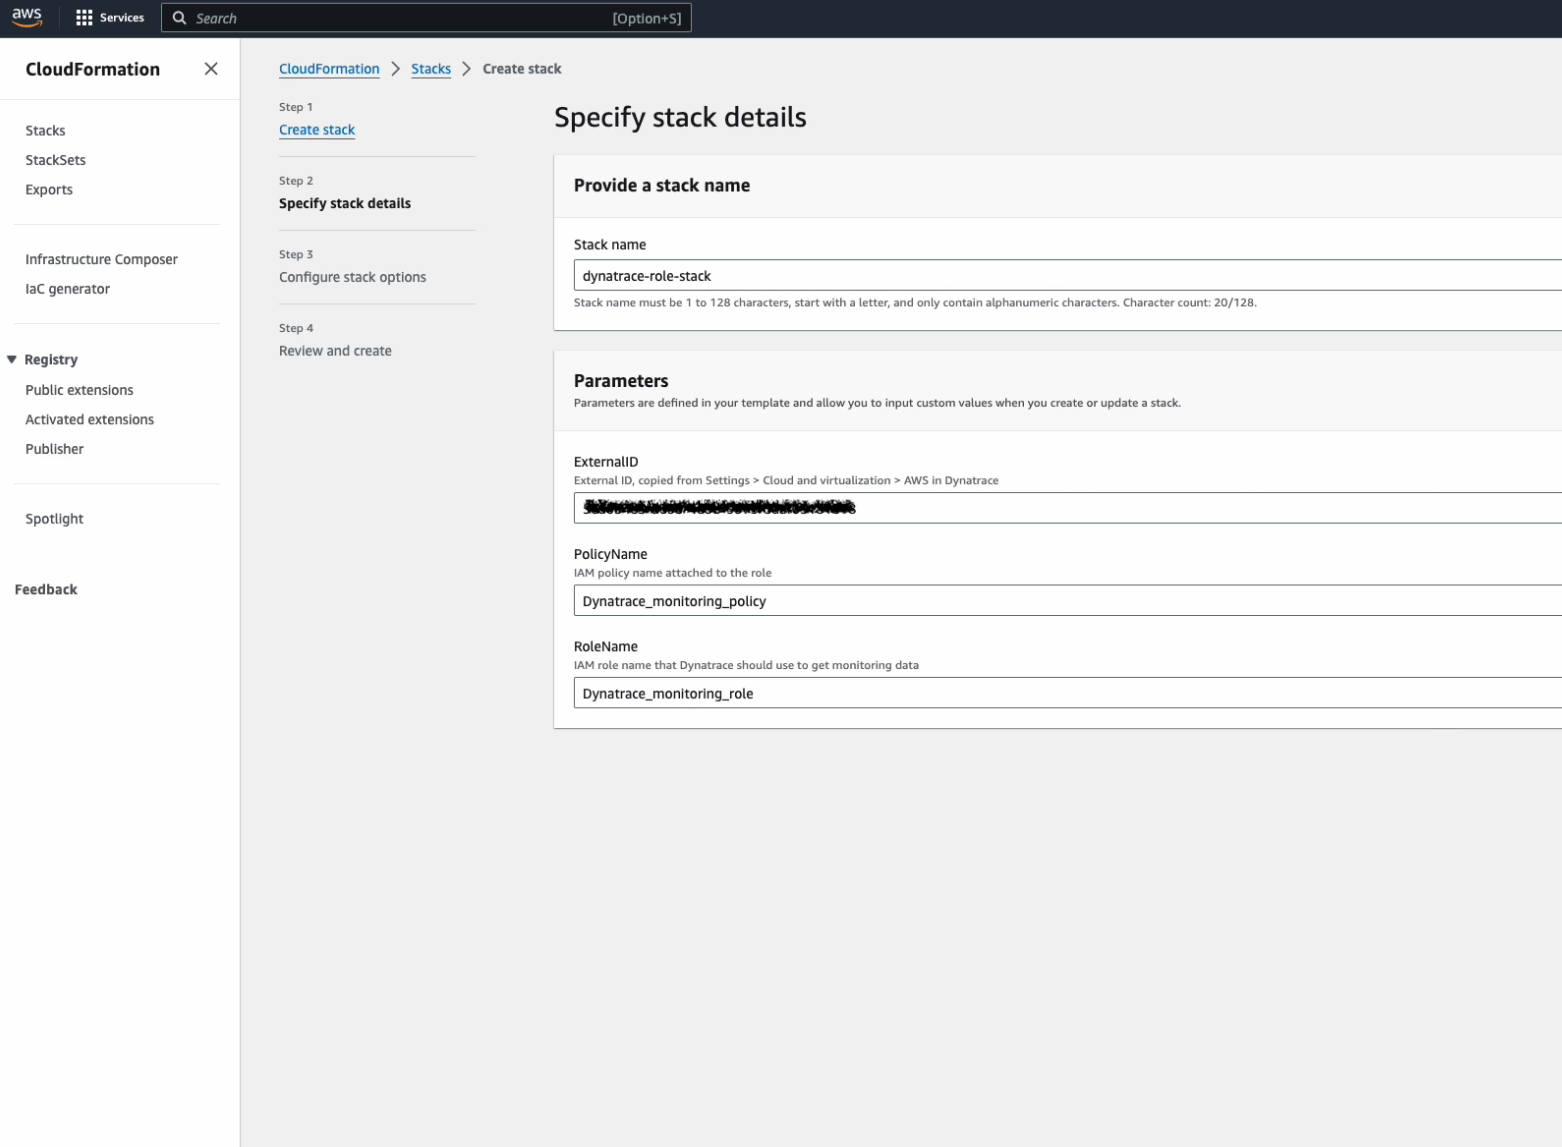 aws
Services
Search
[Option+S]
CloudFormation
Stacks
StackSets
Exports
Infrastructure Composer
IaC generator
Registry
Public extensions
Activated extensions
Publisher
Spotlight
Feedback
CloudFormation > Stacks > Create stack
Step 1
Create stack
Step 2
Specify stack details
Step 3
Configure stack options
Step 4
Review and create
Specify stack details
Provide a stack name
Stack name
dynatrace-role-stack
Stack name must be 1 to 128 characters, start with a letter, and only contain alphanumeric characters. Character count: 20/128.
Parameters
Parameters are defined in your template and allow you to input custom values when you create or update a stack.
ExternalID
External ID, copied from Settings > Cloud and virtualization > AWS in Dynatrace
PolicyName
IAM policy name attached to the role
Dynatrace_monitoring_policy
RoleName
IAM role name that Dynatrace should use to get monitoring data
Dynatrace_monitoring_role